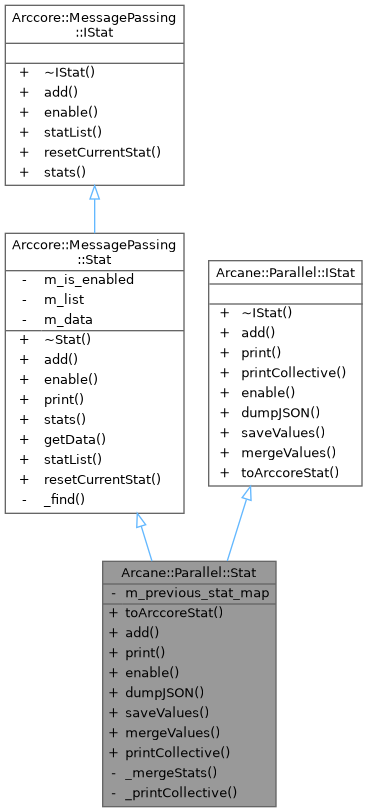 Arccore::MessagePassing
::IStat
+ ~IStat()
+ add()
+ enable()
+ statList()
+ resetCurrentStat()
+ stats()
Arccore::MessagePassing
::Stat
- m_is_enabled
- m_list
- m_data
+ ~Stat()
+ add()
+ enable()
+ print()
+ stats()
+ getData()
+ statList()
+ resetCurrentStat()
- _find()
Arcane::Parallel::IStat
+ ~IStat()
+ add()
+ print()
+ printCollective()
+ enable()
+ dumpJSON()
+ saveValues()
+ mergeValues()
+ toArccoreStat()
Arcane::Parallel::Stat
- m_previous_stat_map
+ toArccoreStat()
+ add()
+ print()
+ enable()
+ dumpJSON()
+ saveValues()
+ mergeValues()
+ printCollective()
- _mergeStats()
- _printCollective()